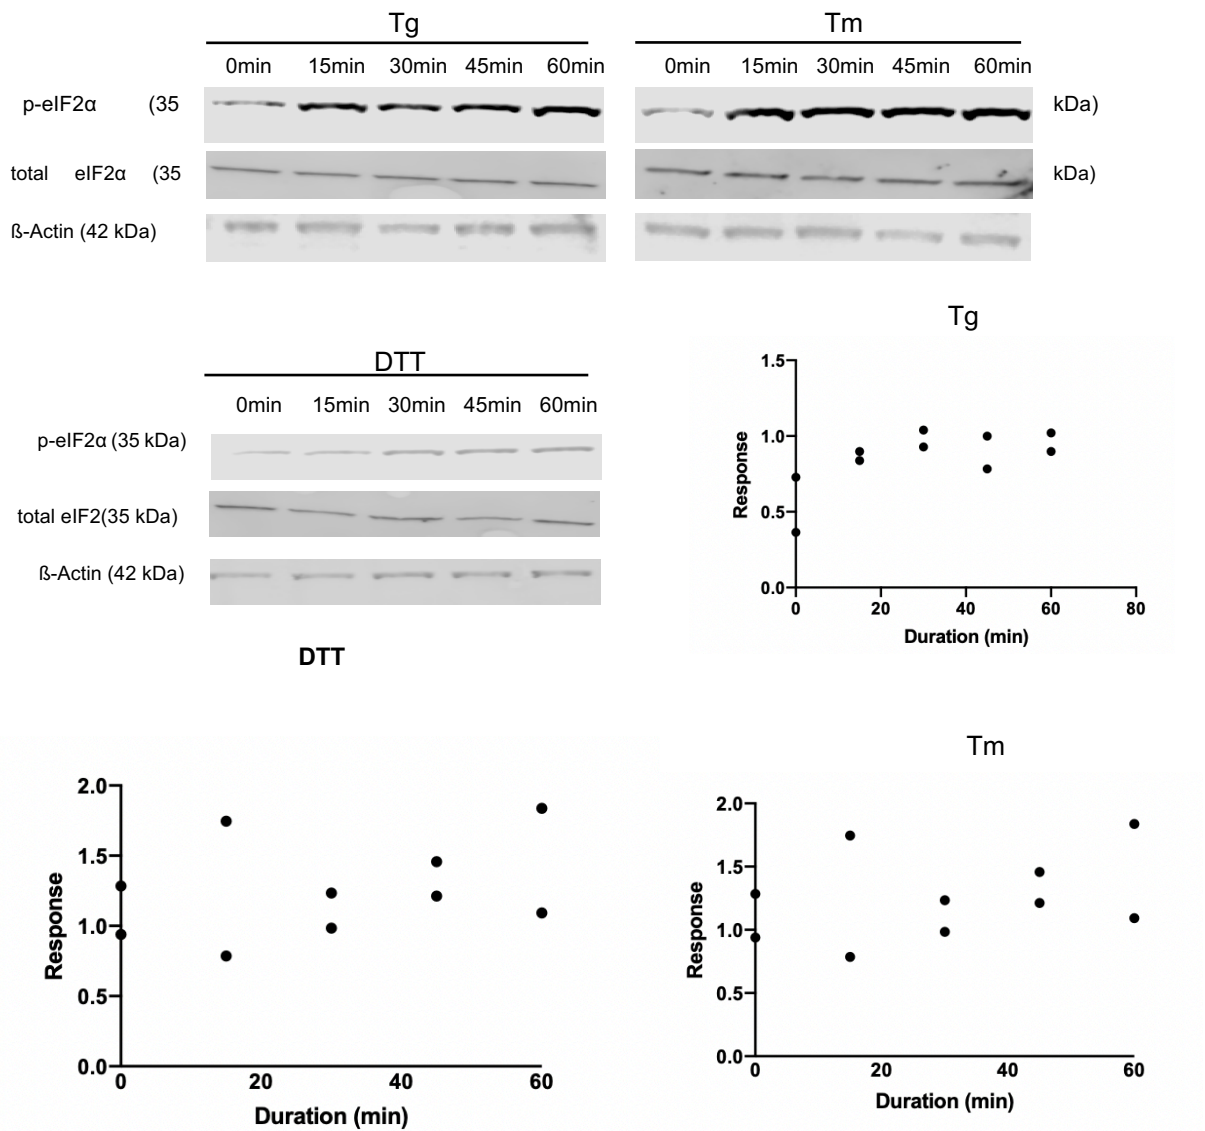 Tg
Tm
0min 15min 30min 45min 60min
0min 15min 30min 45min 60min
p-eIF2α (35
kDa)
total eIF2α (35
kDa)
ß-Actin (42 kDa)
DTT
0min 15min 30min 45min 60min
p-eIF2α (35 kDa)
total eIF2(35 kDa)
ß-Actin (42 kDa)
Tg
1.5
1.0
0.5
0.0
Response
0 20 40 60 80
Duration (min)
DTT
2.0
1.5
1.0
0.5
0.0
Response
0 20 40 60
Duration (min)
Tm
2.0
1.5
1.0
0.5
0.0
Response
0 20 40 60
Duration (min)